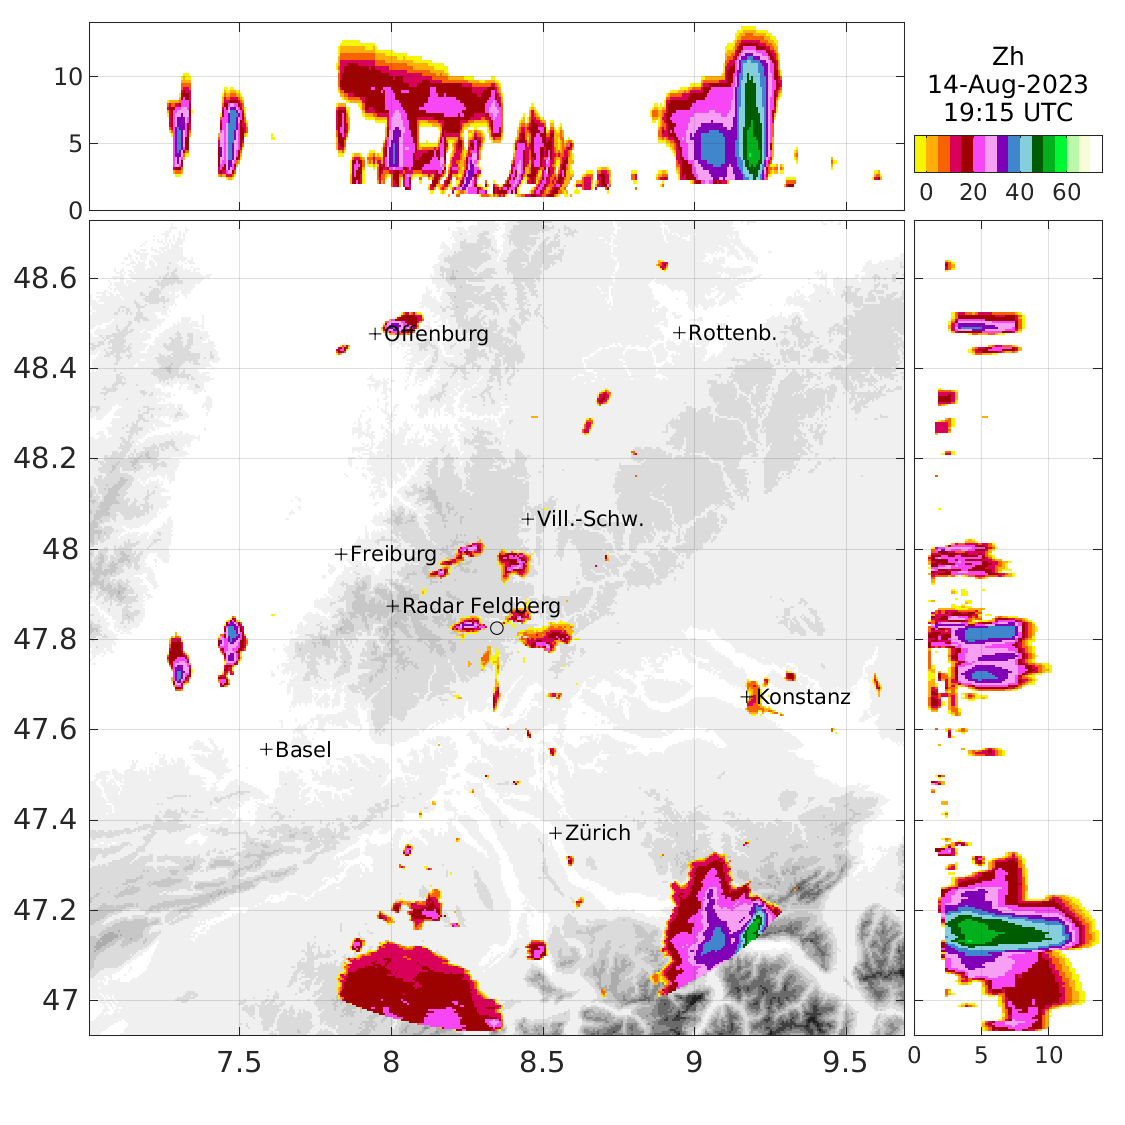 10
5
0
Zh
14-Aug-2023
19:15 UTC
0 20 40 60
48.6
48.4
48.2
48
47.8
47.6
47.4
47.2
47
Offenburg
Rottenb.
Vill.-Schw.
Freiburg
Radar Feldberg
Konstanz
Basel
Zürich
7.5 8 8.5 9 9.5
0 5 10